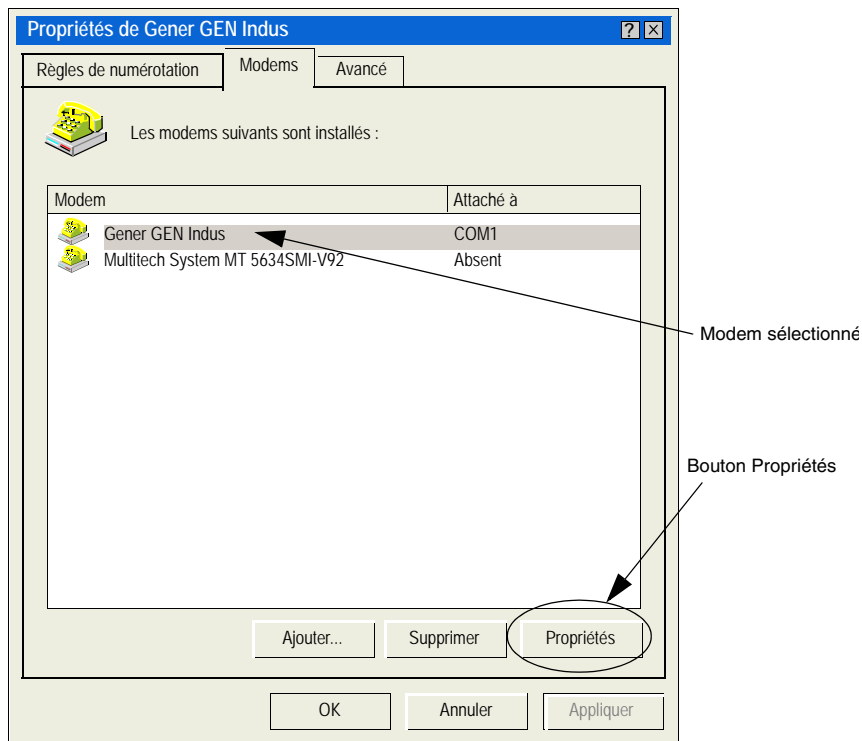 Propriétés de Gener GEN Indus
Règles de numérotation Modems Avancé
Les modems suivants sont installés :
Modem Attaché à
Gener GEN Indus COM1
Multitech System MT 5634SMI-V92 Absent
Modem sélectionné
Bouton Propriétés
Ajouter... Supprimer Propriétés
OK Annuler Appliquer